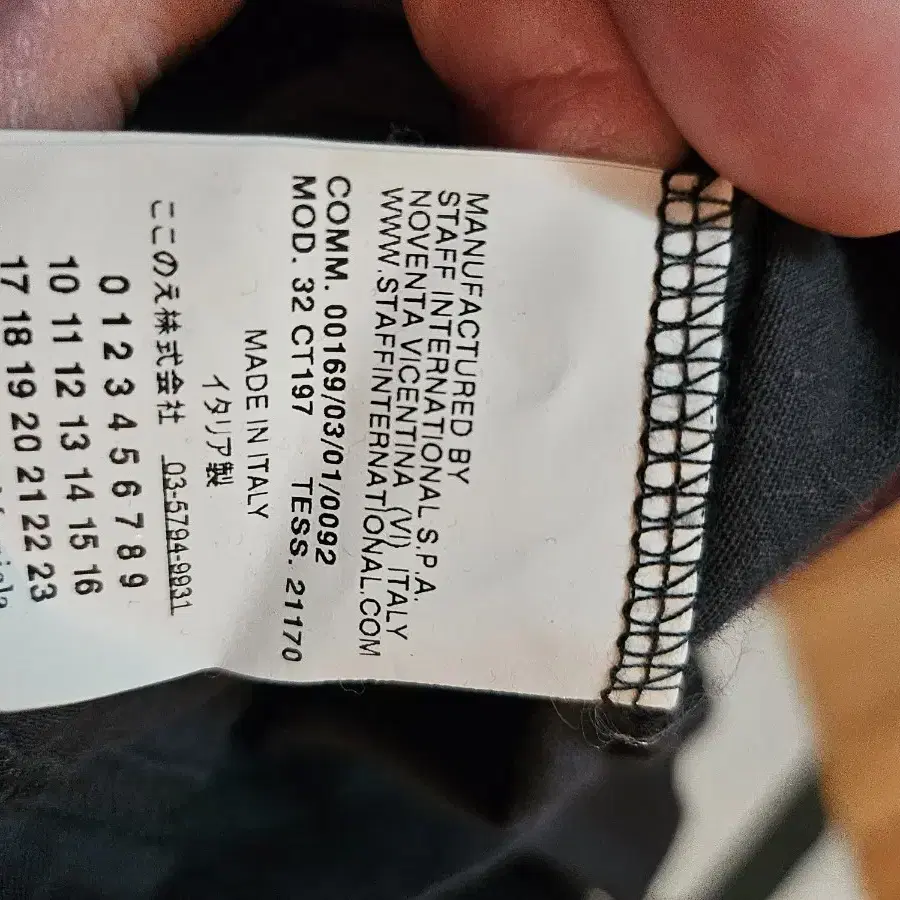 MANUFACTURED BY
STAFF INTERNATIONAL S.P.A.
NOVENTA VICENTINA (VI) ITALY
WWW.STAFFINTERNATIONAL.COM
COMM. 00169/03/01/0092
MOD. 32 CT197 TESS. 21170
MADE IN ITALY
イタリア製
ここのえ株式会社 03-5794-9931
0 1 2 3 4 5 6 7 8 9
10 11 12 13 14 15 16
17 18 19 20 21 22 23